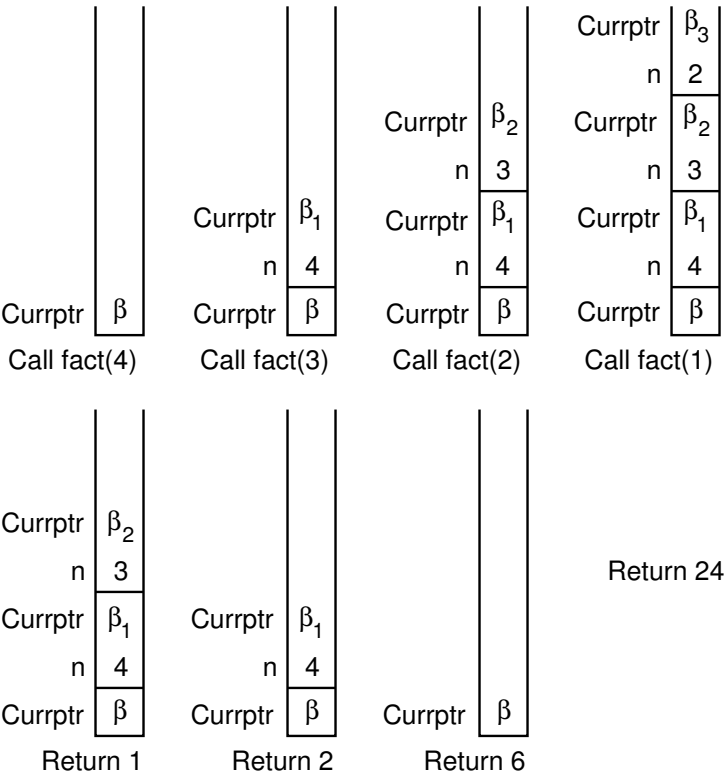 Currptr β3
n 2
Currptr β2 Currptr β2
n 3 n 3
Currptr β1 Currptr β1 Currptr β1
n 4 n 4 n 4
Currptr β Currptr β Currptr β Currptr β
Call fact(4) Call fact(3) Call fact(2) Call fact(1)
Currptr β2
n 3 Return 24
Currptr β1 Currptr β1
n 4 n 4
Currptr β Currptr β Currptr β
Return 1 Return 2 Return 6